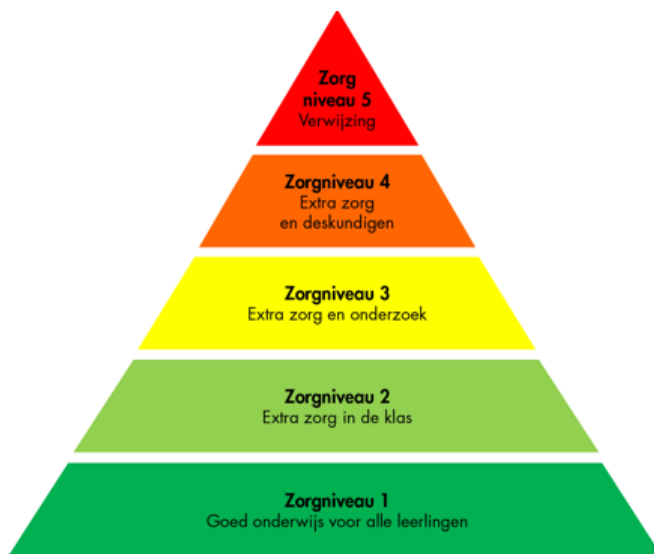 Zorg
niveau 5
Verwijzing
Zorgniveau 4
Extra zorg
en deskundigen
Zorgniveau 3
Extra zorg en onderzoek
Zorgniveau 2
Extra zorg in de klas
Zorgniveau 1
Goed onderwijs voor alle leerlingen